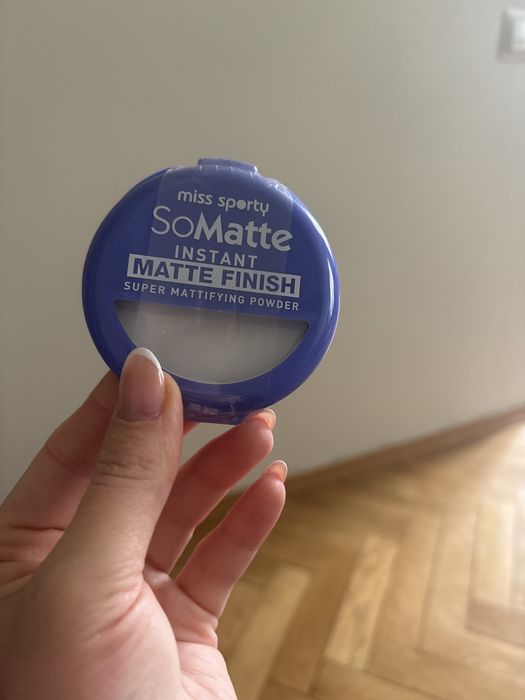 miss sporty
SoMatte
INSTANT
MATTE FINISH
SUPER MATTIFYING POWDER